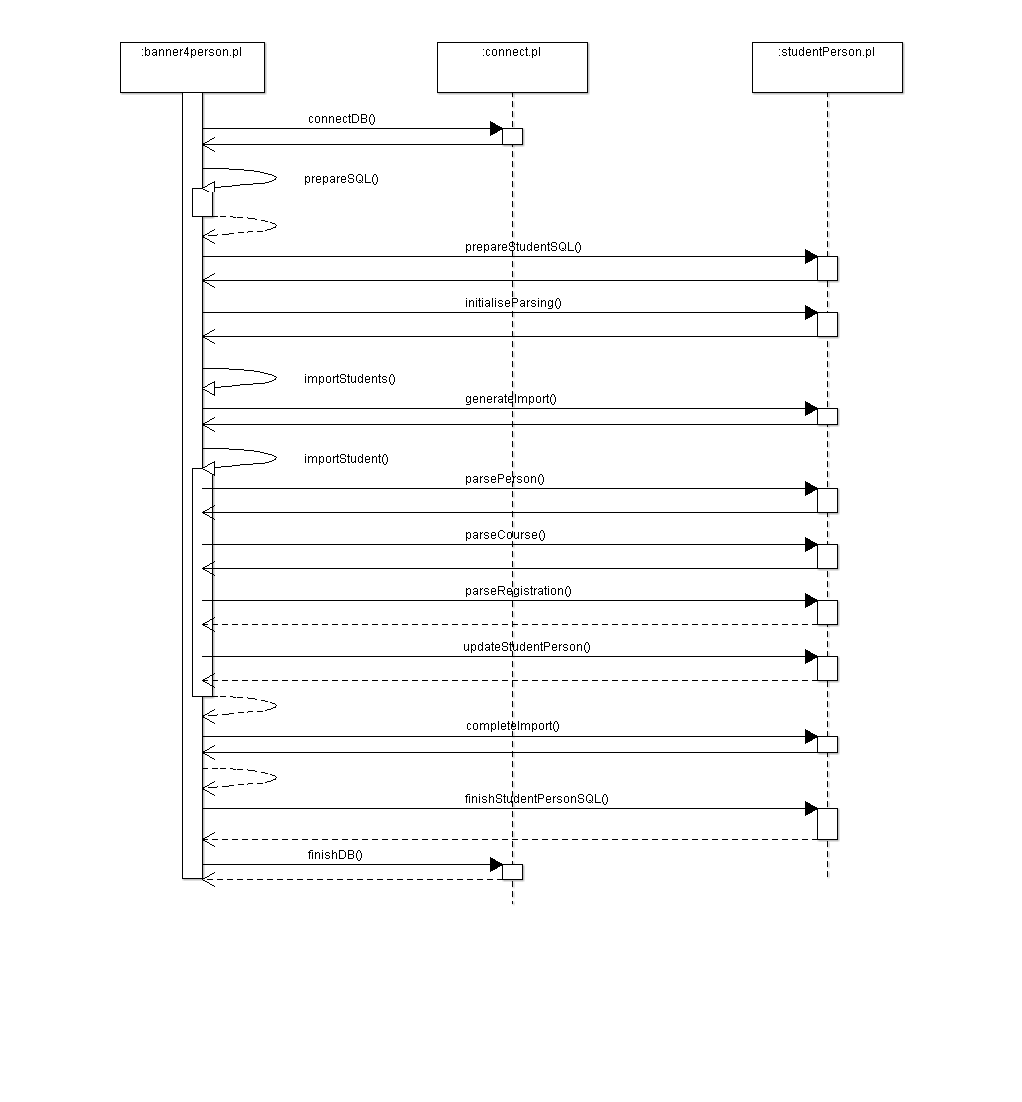 :banner4person.pl
:connect.pl
:studentPerson.pl
connectDB()
prepareSQL()
prepareStudentSQL()
initialiseParsing()
importStudents()
generateImport()
importStudent()
parsePerson()
parseCourse()
parseRegistration()
updateStudentPerson()
completeImport()
finishStudentPersonSQL()
finishDB()